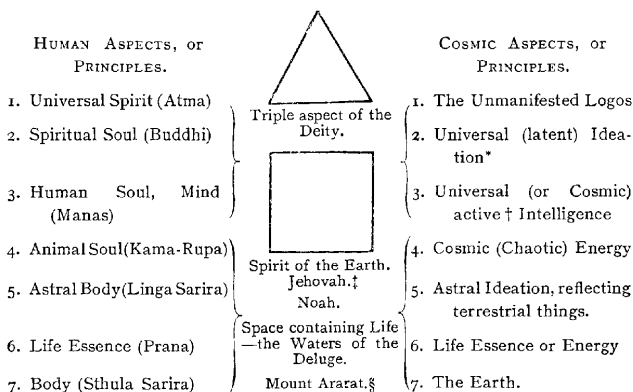 HUMAN ASPECTS, OR
PRINCIPLES.
1. Universal Spirit (Atma)
2. Spiritual Soul (Buddhi)
3. Human Soul, Mind
(Manas)
4. Animal Soul (Kama-Rupa)
5. Astral Body (Linga Sarira)
6. Life Essence (Prana)
7. Body (Sthula Sarira)
Triple aspect of the
Deity.
Spirit of the Earth.
Jehovah.‡
Noah.
Space containing Life
—the Waters of the
Deluge.
Mount Ararat.§
COSMIC ASPECTS, OR
PRINCIPLES.
1. The Unmanifested Logos
2. Universal (latent) Idea-
tion*
3. Universal (or Cosmic)
active † Intelligence
4. Cosmic (Chaotic) Energy
5. Astral Ideation, reflecting
terrestrial things.
6. Life Essence or Energy
7. The Earth.